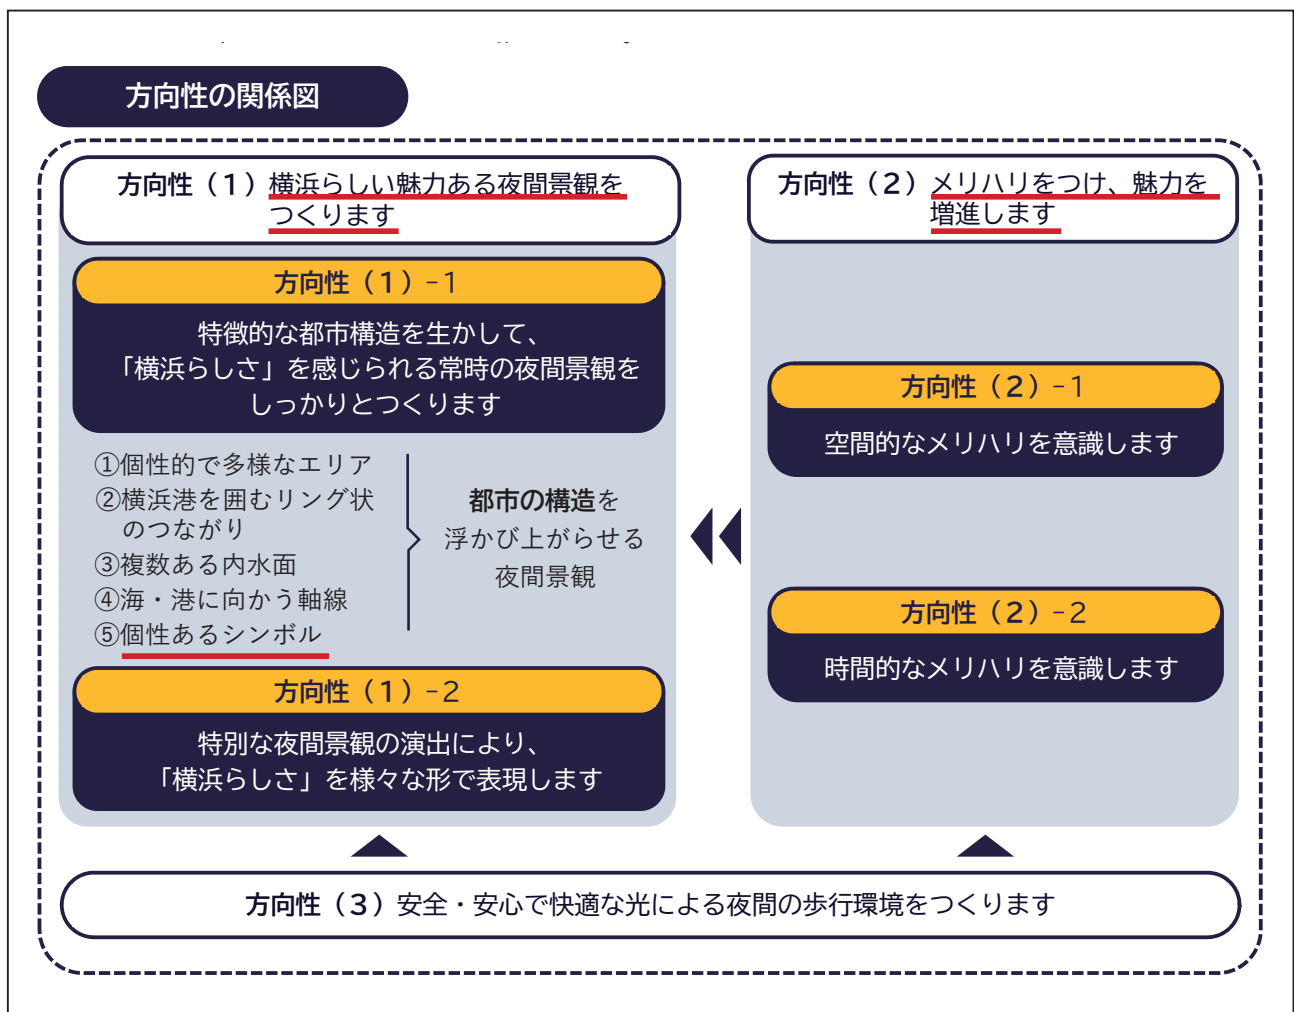 方向性の関係図
方向性（1）横浜らしい魅力ある夜間景観を
つくります
方向性（1）-1
特徴的な都市構造を生かして、
「横浜らしさ」を感じられる常時の夜間景観を
しっかりとつくります
①個性的で多様なエリア
②横浜港を囲むリング状
のつながり
③複数ある内水面
④海・港に向かう軸線
⑤個性あるシンボル
都市の構造を
浮かび上がらせる
夜間景観
方向性（1）-2
特別な夜間景観の演出により、
「横浜らしさ」を様々な形で表現します
方向性（2）メリハリをつけ、魅力を
増進します
方向性（2）-1
空間的なメリハリを意識します
方向性（2）-2
時間的なメリハリを意識します
方向性（3）安全・安心で快適な光による夜間の歩行環境をつくります